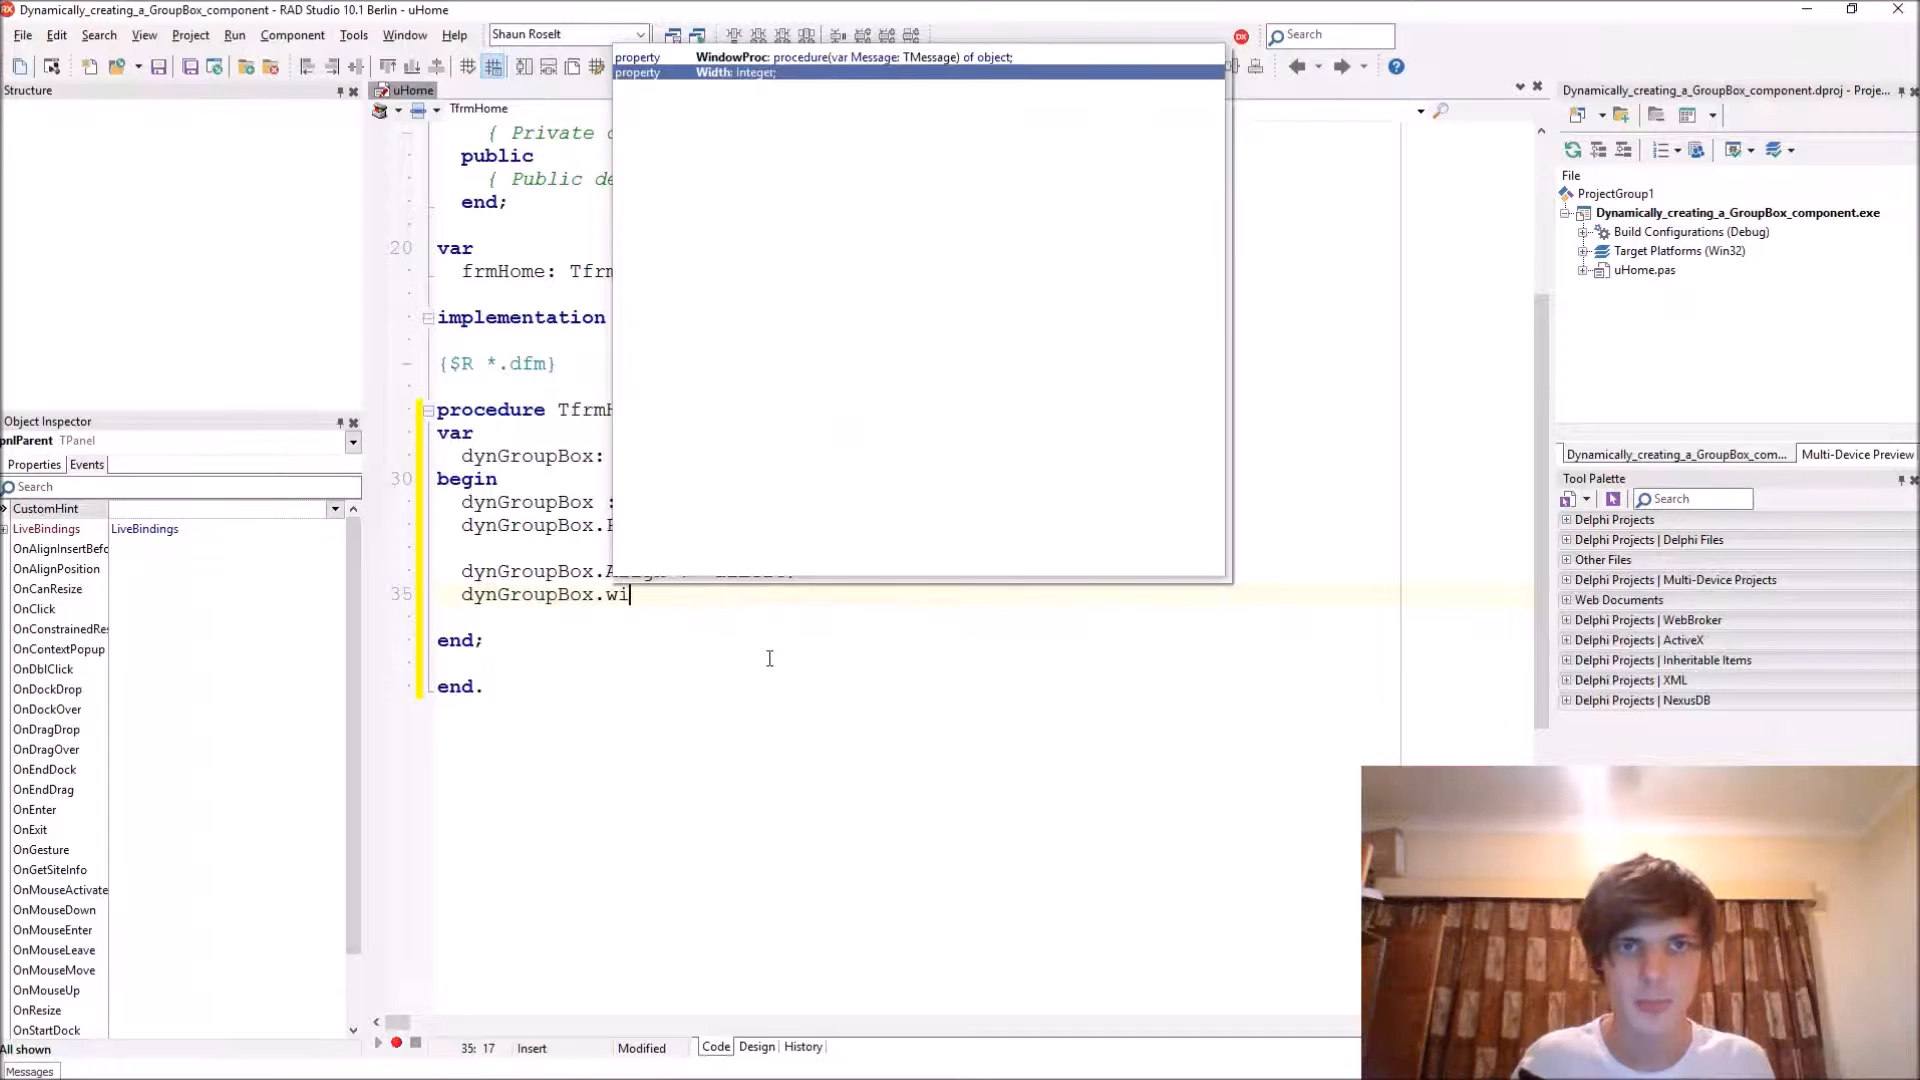 Dynamically_creating_a_GroupBox_component - RAD Studio 10.1 Berlin - uHome
File Edit Search View Project Run Component Tools Window Help
Shaun Roselt
Search
property WindowProc: procedure(var Message: TMessage) of object;
property Width: Integer;
Structure
uHome
TfrmHome
{ Private
public
{ Public de
end;
20
var
frmHome: Tfrm
implementation
{$R *.dfm}
procedure TfrmH
var
dynGroupBox:
30
begin
dynGroupBox :
dynGroupBox.
dynGroupBox.
35
dynGroupBox.wi
end;
end.
Object Inspector
pnlParent TPanel
Properties Events
Search
CustomHint
LiveBindings LiveBindings
OnAlignInsertBefo
OnAlignPosition
OnCanResize
OnClick
OnConstrainedRes
OnContextPopup
OnDblClick
OnDockDrop
OnDockOver
OnDragDrop
OnDragOver
OnEndDock
OnEndDrag
OnEnter
OnExit
OnGesture
OnGetSiteInfo
OnMouseActivate
OnMouseDown
OnMouseEnter
OnMouseLeave
OnMouseMove
OnMouseUp
OnResize
OnStartDock
All shown
Messages
35: 17 Insert Modified Code Design History
Dynamically_creating_a_GroupBox_component.dproj - Proje...
File
ProjectGroup1
Dynamically_creating_a_GroupBox_component.exe
Build Configurations (Debug)
Target Platforms (Win32)
uHome.pas
Dynamically_creating_a_GroupBox_com... Multi-Device Preview
Tool Palette
Search
Delphi Projects
Delphi Projects | Delphi Files
Other Files
Delphi Projects | Multi-Device Projects
Web Documents
Delphi Projects | WebBroker
Delphi Projects | ActiveX
Delphi Projects | Inheritable Items
Delphi Projects | XML
Delphi Projects | NexusDB